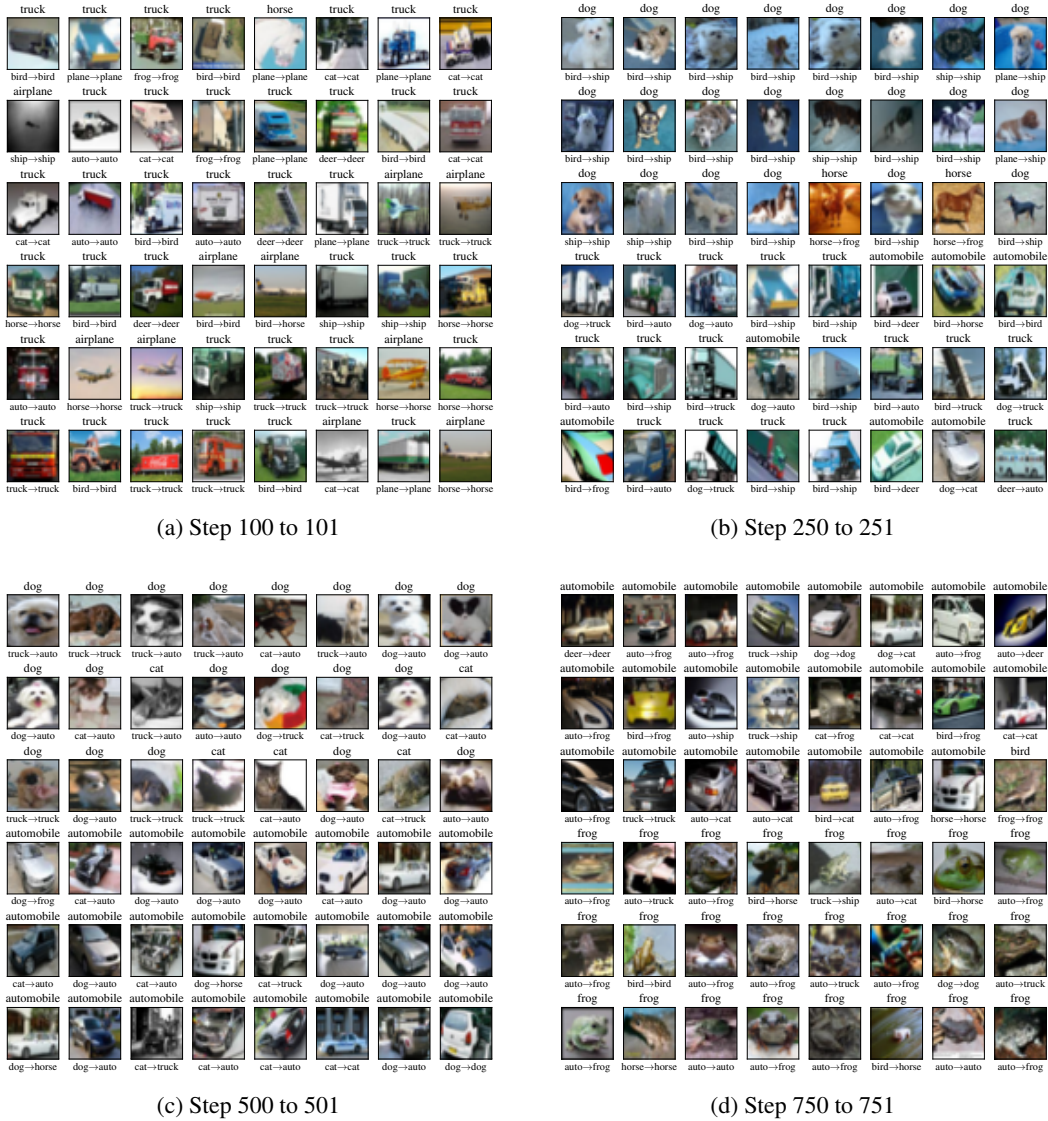 truck truck truck truck horse truck truck truck
bird→bird plane→plane frog→frog bird→bird plane→plane cat→cat plane→plane cat→cat
airplane truck truck truck truck truck truck truck
ship→ship auto→auto cat→cat frog→frog plane→plane deer→deer bird→bird cat→cat
truck truck truck truck truck truck airplane airplane
cat→cat auto→auto bird→bird auto→auto deer→deer plane→plane truck→truck truck→truck
truck truck truck airplane airplane truck truck truck
horse→horse bird→bird deer→deer bird→bird bird→horse ship→ship ship→ship horse→horse
truck airplane airplane truck truck truck airplane truck
auto→auto horse→horse truck→truck ship→ship truck→truck truck→truck horse→horse horse→horse
truck truck truck truck truck airplane truck airplane
truck→truck bird→bird truck→truck truck→truck bird→bird cat→cat plane→plane horse→horse
(a) Step 100 to 101
dog dog dog dog dog dog dog dog
bird→ship bird→ship bird→ship bird→ship bird→ship bird→ship ship→ship plane→ship
dog dog dog dog dog dog dog dog
bird→ship bird→ship bird→ship bird→ship ship→ship bird→ship bird→ship plane→ship
dog dog dog dog horse dog horse dog
ship→ship ship→ship bird→ship bird→ship horse→frog bird→ship horse→frog bird→ship
truck truck truck truck truck automobile automobile automobile
dog→truck bird→auto dog→auto bird→ship bird→ship bird→deer bird→horse bird→bird
truck truck truck automobile truck truck truck truck
bird→auto bird→ship bird→truck dog→auto bird→ship bird→auto bird→truck dog→truck
automobile truck truck truck truck automobile automobile truck
bird→frog bird→auto dog→truck bird→ship bird→ship bird→deer dog→cat deer→auto
(b) Step 250 to 251
dog dog dog dog dog dog dog dog
truck→auto truck→truck truck→auto truck→auto cat→auto truck→auto dog→auto dog→auto
dog dog cat dog dog dog dog cat
dog→auto cat→auto truck→auto auto→auto dog→truck cat→truck dog→auto cat→auto
dog dog dog cat cat dog cat dog
truck→truck dog→auto truck→truck truck→truck cat→auto dog→auto cat→truck auto→auto
automobile automobile automobile automobile automobile automobile automobile automobile
dog→frog cat→auto dog→auto dog→auto dog→auto cat→auto dog→auto dog→auto
automobile automobile automobile automobile automobile automobile automobile automobile
cat→auto dog→auto cat→auto dog→horse cat→truck dog→auto dog→auto dog→auto
automobile automobile automobile automobile automobile automobile automobile automobile
dog→horse dog→auto cat→truck cat→auto cat→auto cat→cat dog→auto dog→dog
(c) Step 500 to 501
automobile automobile automobile automobile automobile automobile automobile automobile
deer→deer auto→frog auto→frog truck→ship dog→dog dog→cat auto→frog auto→deer
automobile automobile automobile automobile automobile automobile automobile automobile
auto→frog bird→frog auto→ship truck→ship cat→frog cat→cat bird→frog cat→cat
automobile automobile automobile automobile automobile automobile automobile bird
auto→frog truck→truck auto→cat auto→cat bird→cat auto→frog horse→horse frog→frog
frog frog frog frog frog frog frog frog
auto→frog auto→truck auto→frog bird→horse truck→ship auto→cat bird→horse auto→frog
frog frog frog frog frog frog frog frog
auto→frog bird→bird auto→frog auto→frog auto→truck auto→frog dog→dog auto→truck
frog frog frog frog frog frog frog frog
auto→frog horse→horse auto→auto auto→frog auto→frog bird→horse auto→auto auto→frog
(d) Step 750 to 751